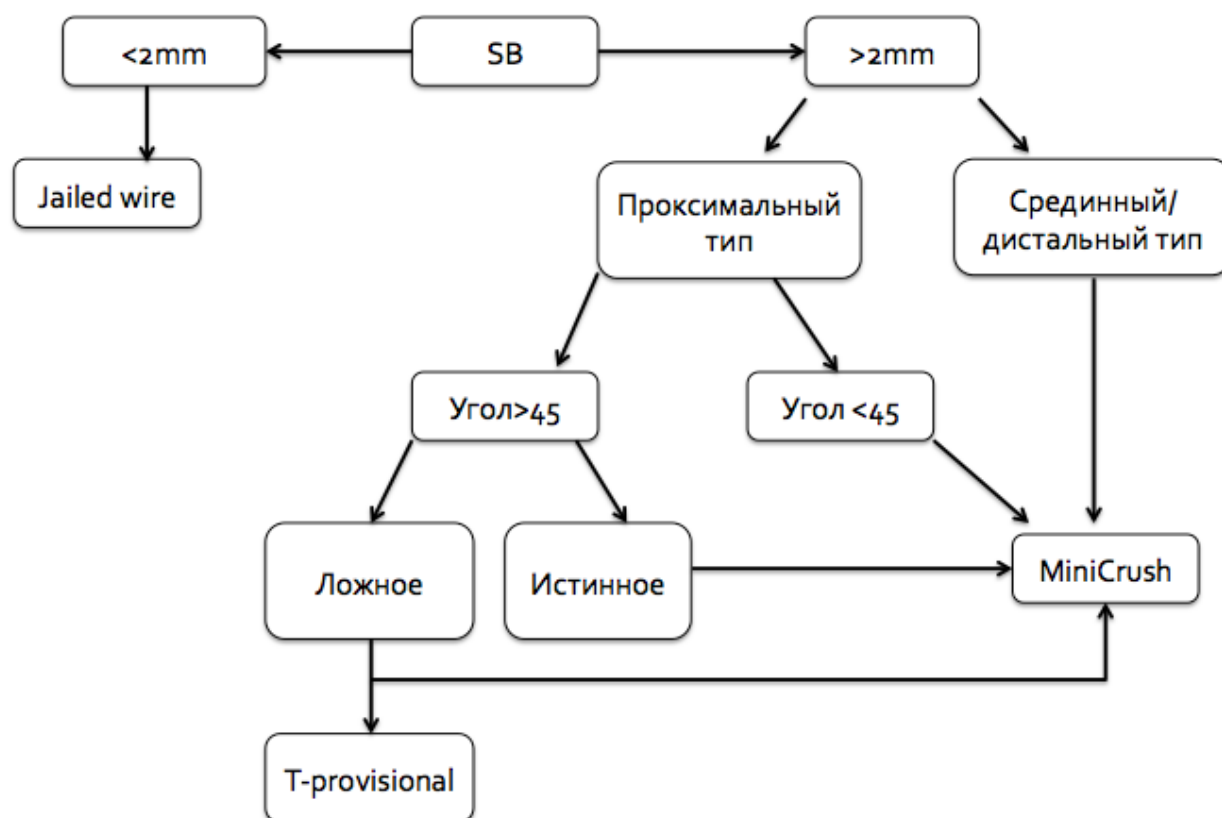 <2mm
SB
>2mm
Jailed wire
Проксимальный
тип
Срединный/
дистальный тип
Угол>45
Угол <45
Ложное
Истинное
MiniCrush
T-provisional